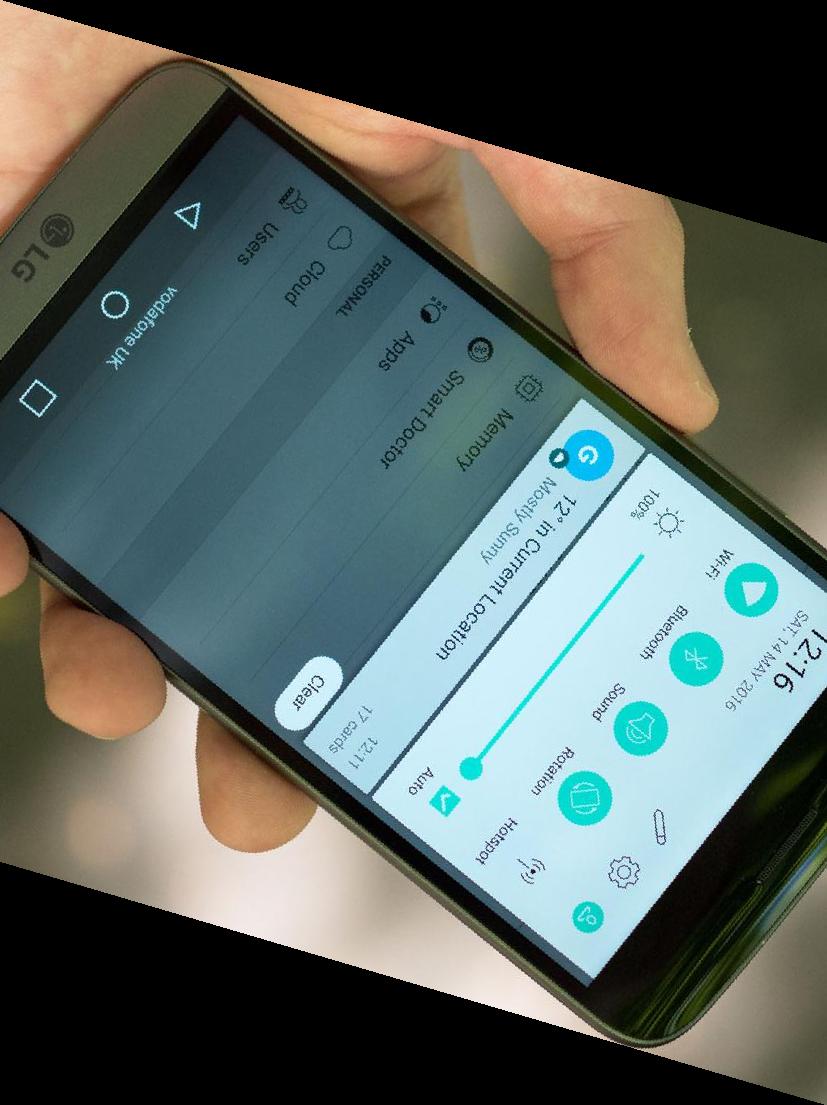 12:16
SAT, 14 MAY 2016
Wi-Fi
Bluetooth
Sound
Rotation
Hotspot
100%
Auto
G
12° in Current Location
12:11
Mostly Sunny
17 cards
Memory
Smart Doctor
Apps
PERSONAL
Cloud
Users
Clear
vodafone UK
LG